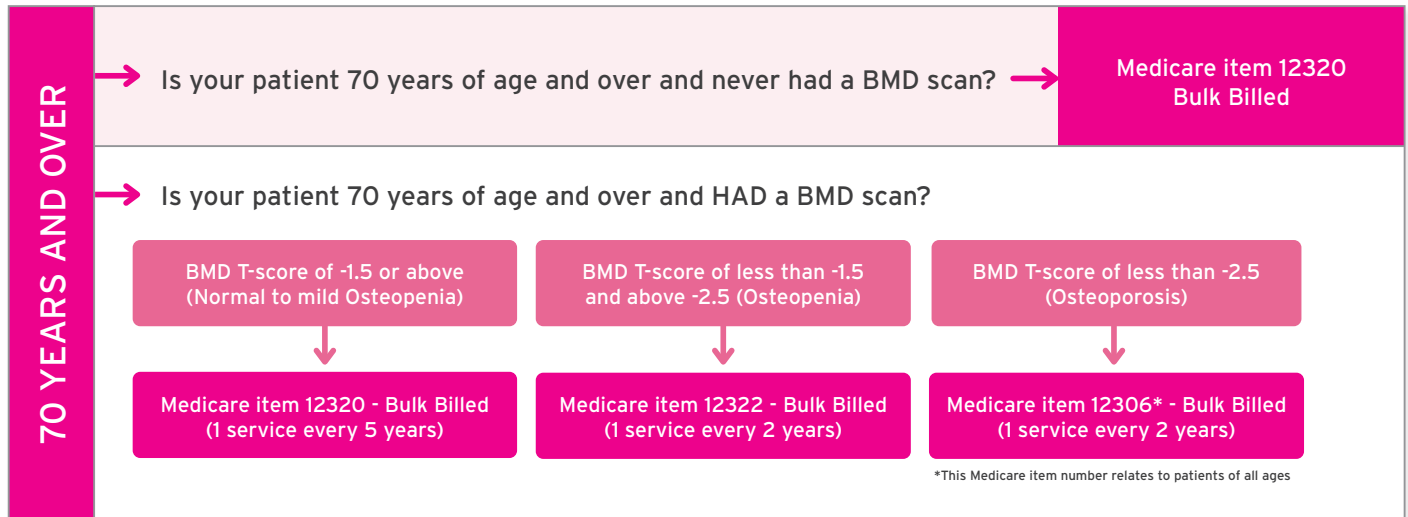 70 YEARS AND OVER
Is your patient 70 years of age and over and never had a BMD scan?
Medicare item 12320
Bulk Billed
Is your patient 70 years of age and over and HAD a BMD scan?
BMD T-score of -1.5 or above
(Normal to mild Osteopenia)
Medicare item 12320 - Bulk Billed
(1 service every 5 years)
BMD T-score of less than -1.5
and above -2.5 (Osteopenia)
Medicare item 12322 - Bulk Billed
(1 service every 2 years)
BMD T-score of less than -2.5
(Osteoporosis)
Medicare item 12306* - Bulk Billed
(1 service every 2 years)
*This Medicare item number relates to patients of all ages